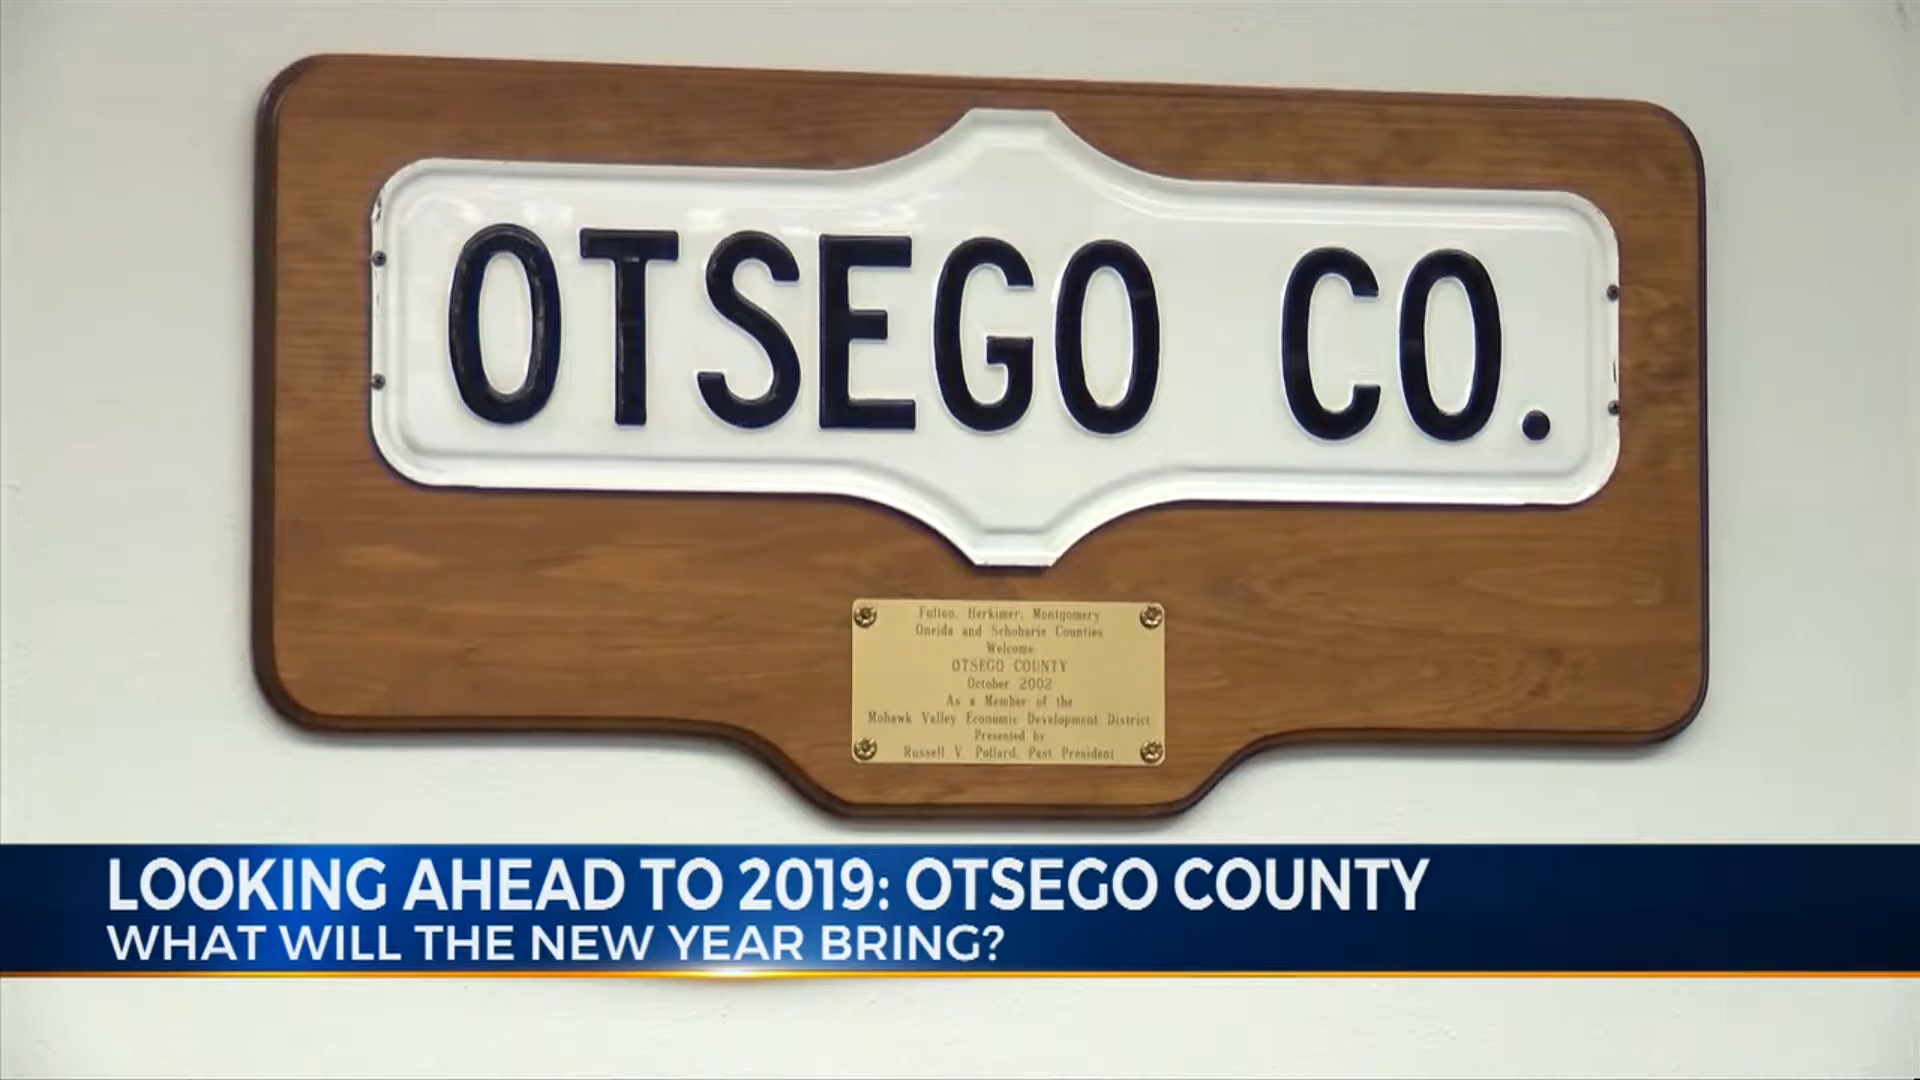 OTSEGO CO.
Fulton, Herkimer, Montgomery
Oneida and Schoharie Counties
Welcome
OTSEGO COUNTY
October 2002
As a Member of the
Mohawk Valley Economic Development District
Presented by
Russell V. Pollard, Past President
LOOKING AHEAD TO 2019: OTSEGO COUNTY
WHAT WILL THE NEW YEAR BRING?